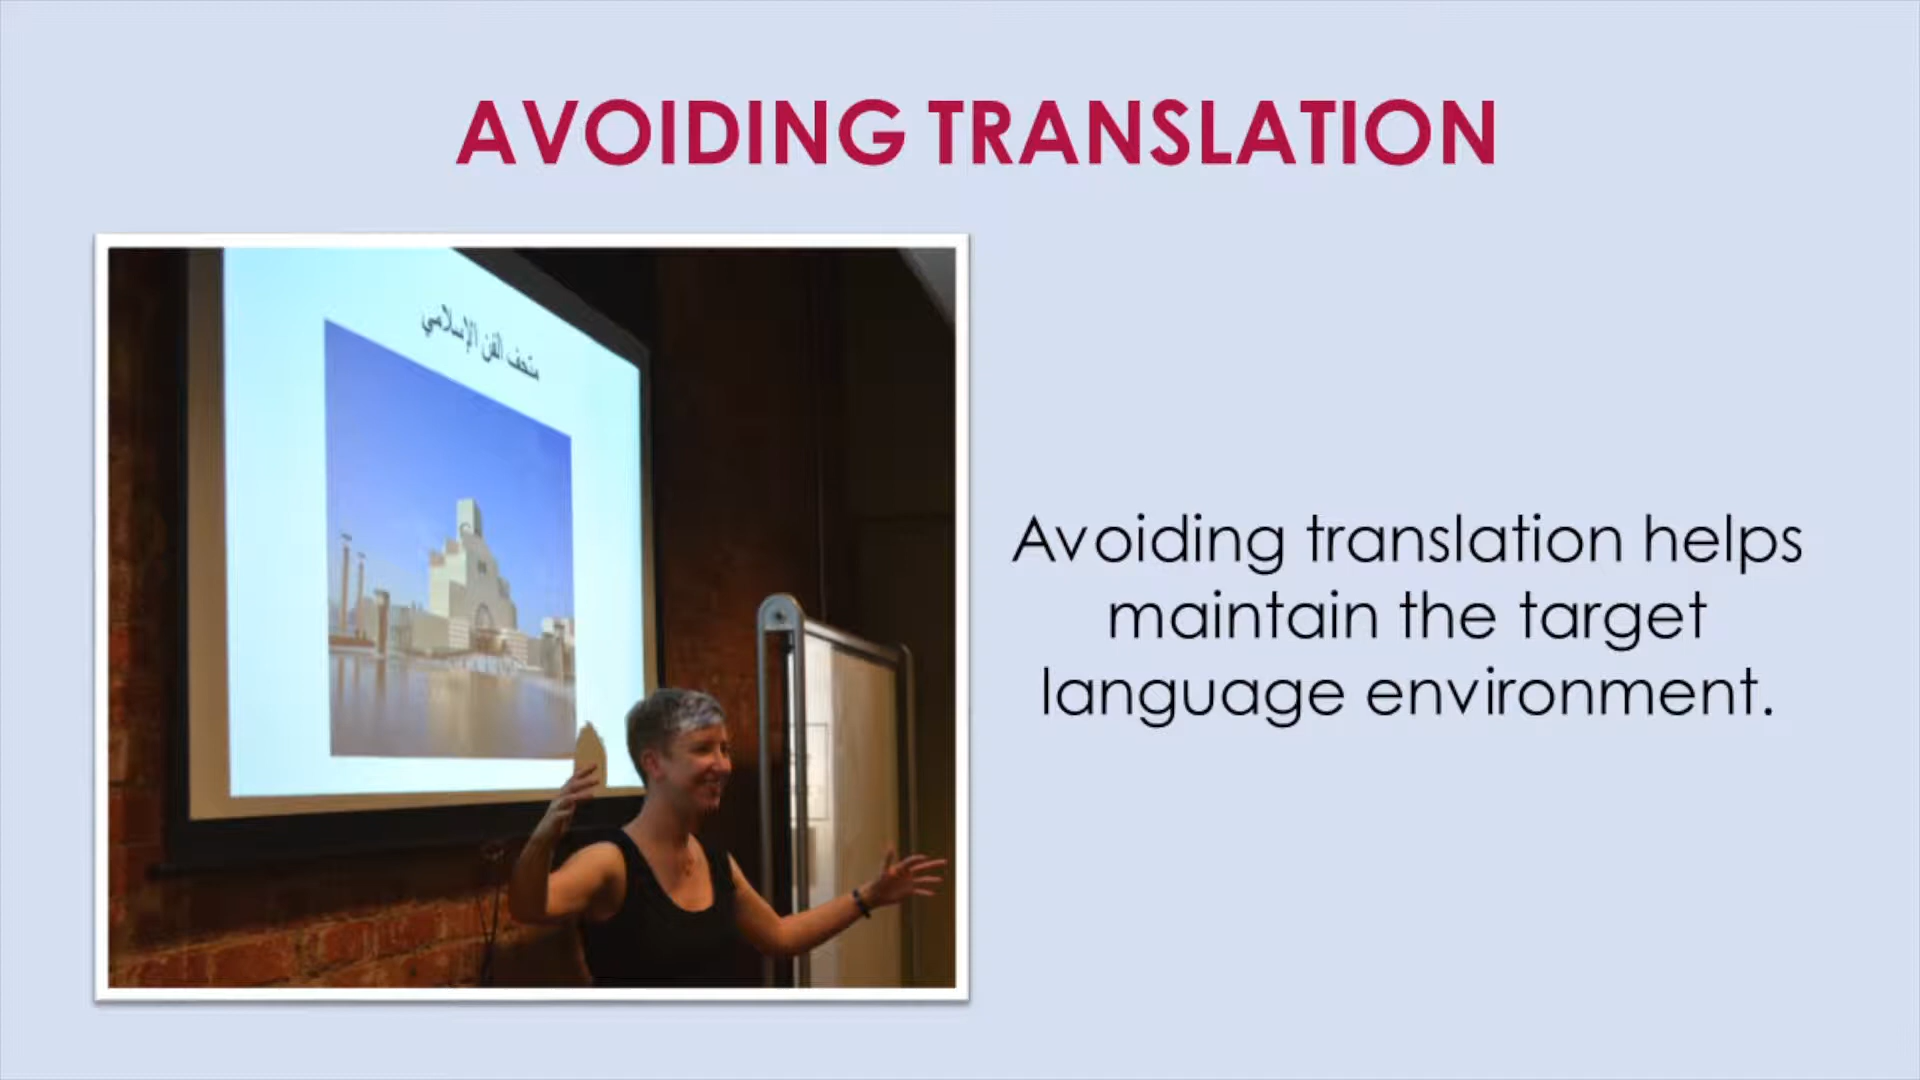 AVOIDING TRANSLATION
متحف الفن الإسلامي
Avoiding translation helps
maintain the target
language environment.